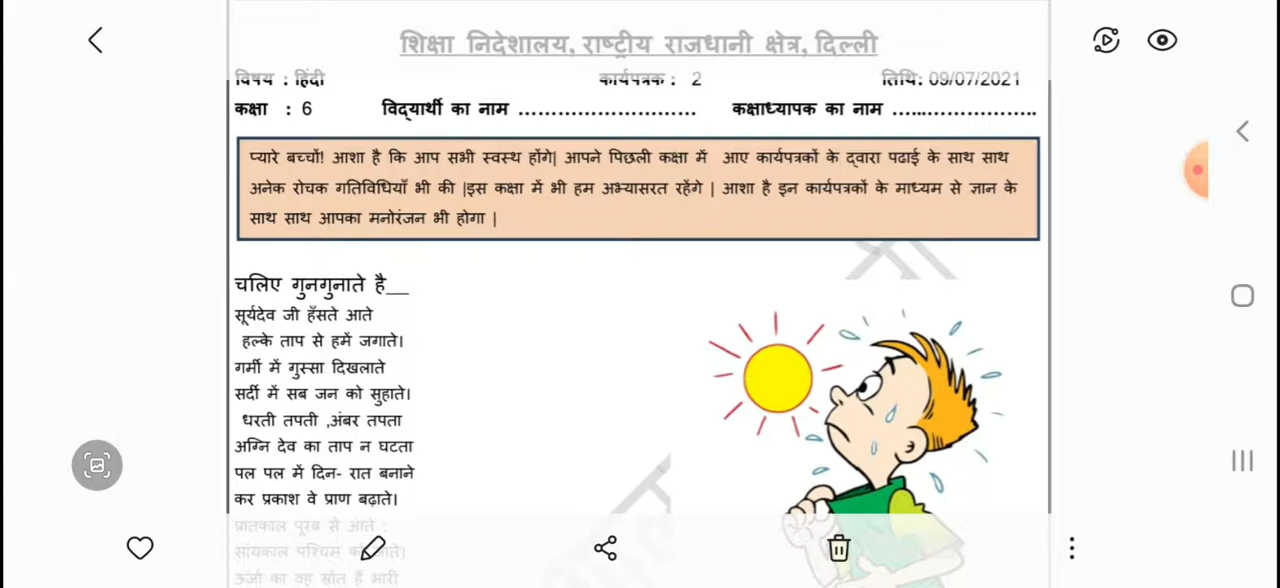 शिक्षा निदेशालय, राष्ट्रीय राजधानी क्षेत्र, दिल्ली
विषय : हिंदी कार्यपत्रक : 2 तिथि: 09/07/2021
कक्षा : 6 विद्यार्थी का नाम ........................... कक्षाध्यापक का नाम ......................
प्यारे बच्चों! आशा है कि आप सभी स्वस्थ होंगे| आपने पिछली कक्षा में आए कार्यपत्रकों के द्वारा पढाई के साथ साथ
अनेक रोचक गतिविधियाँ भी की |इस कक्षा में भी हम अभ्यासरत रहेंगे | आशा है इन कार्यपत्रकों के माध्यम से ज्ञान के
साथ साथ आपका मनोरंजन भी होगा |
चलिए गुनगुनाते है__
सूर्यदेव जी हँसते आते
हल्के ताप से हमें जगाते।
गर्मी में गुस्सा दिखलाते
सर्दी में सब जन को सुहाते।
धरती तपती ,अंबर तपता
अग्नि देव का ताप न घटता
पल पल में दिन- रात बनाने
कर प्रकाश वे प्राण बढ़ाते।
प्रातकाल पूरब से आते :
सांयकाल पश्चिम को जाते।
ऊर्जा का वह स्रोत हैं भारी